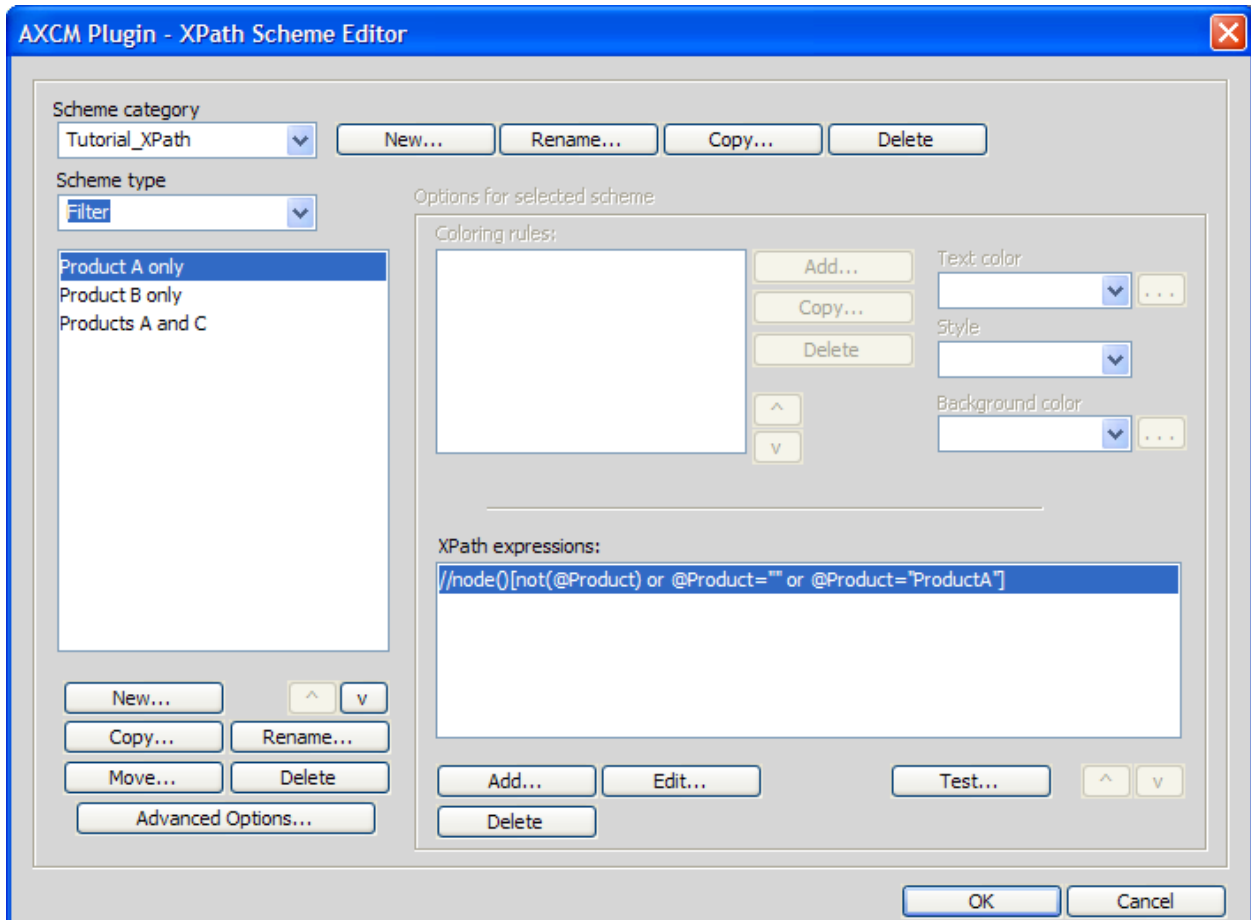 AXCM Plugin - XPath Scheme Editor
Scheme category
Tutorial_XPath
New... Rename... Copy... Delete
Scheme type
Filter
Options for selected scheme
Product A only
Product B only
Products A and C
Coloring rules:
Add...
Copy...
Delete
^
v
Text color
...
Style
Background color
...
XPath expressions:
//node()[not(@Product) or @Product="" or @Product="ProductA"]
New... ^ v
Copy... Rename...
Move... Delete
Advanced Options...
Add... Edit... Test... ^ v
Delete
OK Cancel